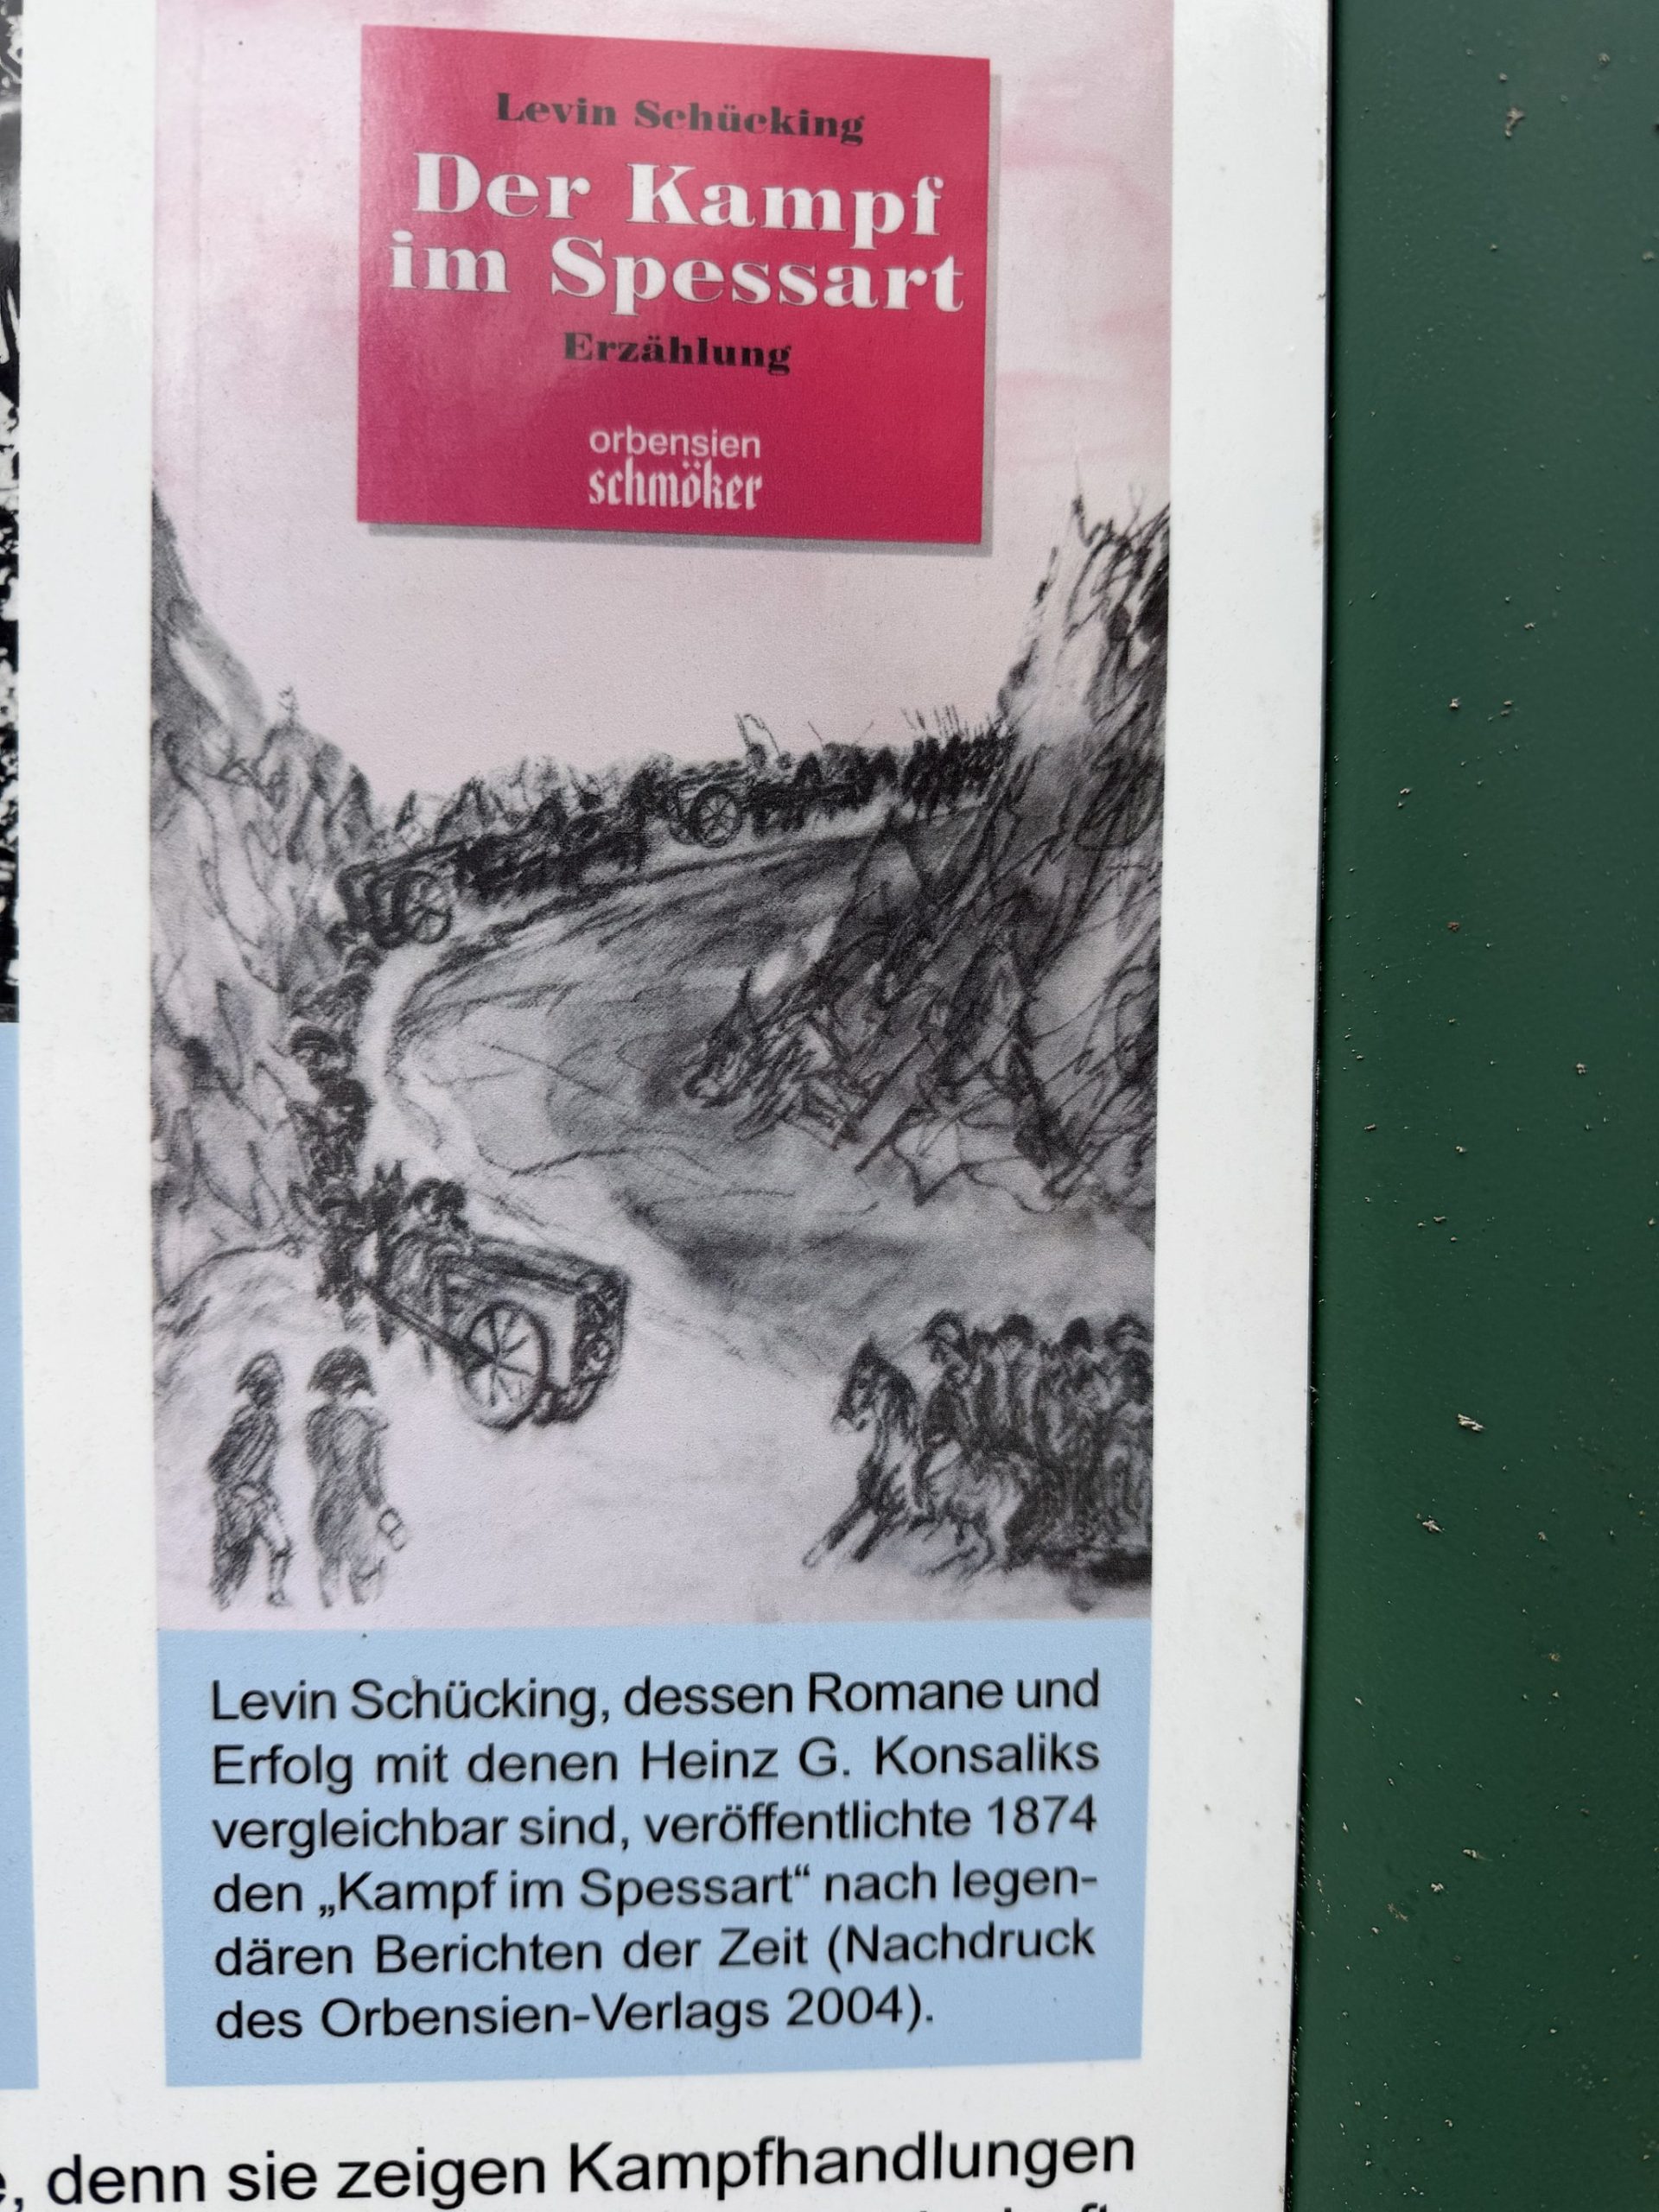 Levin Schücking
Der Kampf
im Spessart
Erzählung
orbensien
schmöker
Levin Schücking, dessen Romane und
Erfolg mit denen Heinz G. Konsaliks
vergleichbar sind, veröffentlichte 1874
den „Kampf im Spessart“ nach legen-
dären Berichten der Zeit (Nachdruck
des Orbensien-Verlags 2004).
, denn sie zeigen Kampfhandlungen